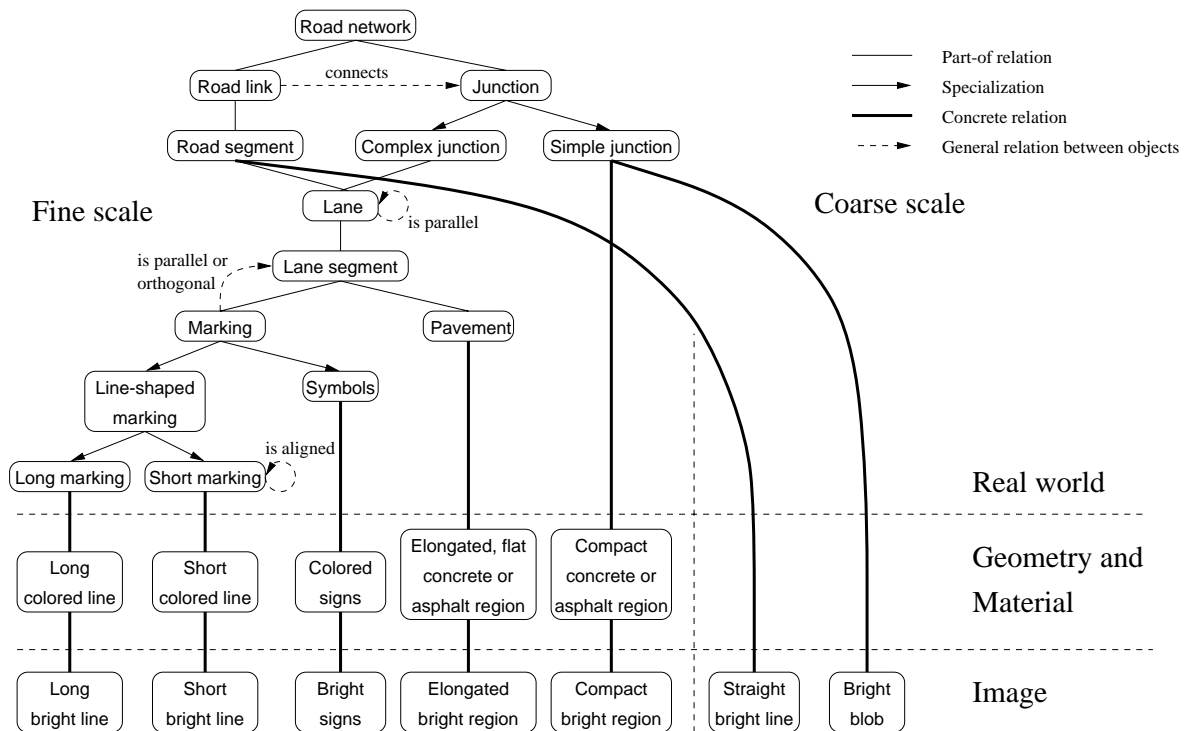 Road network
Part-of relation
connects
Road link
Junction
Specialization
Concrete relation
Road segment
Complex junction
Simple junction
General relation between objects
Fine scale
Lane
Coarse scale
is parallel
is parallel or
orthogonal
Lane segment
Marking
Pavement
Line-shaped
marking
Symbols
is aligned
Long marking
Short marking
Real world
Long
colored line
Short
colored line
Colored
signs
Elongated, flat
concrete or
asphalt region
Compact
concrete or
asphalt region
Geometry and
Material
Long
bright line
Short
bright line
Bright
signs
Elongated
bright region
Compact
bright region
Straight
bright line
Bright
blob
Image